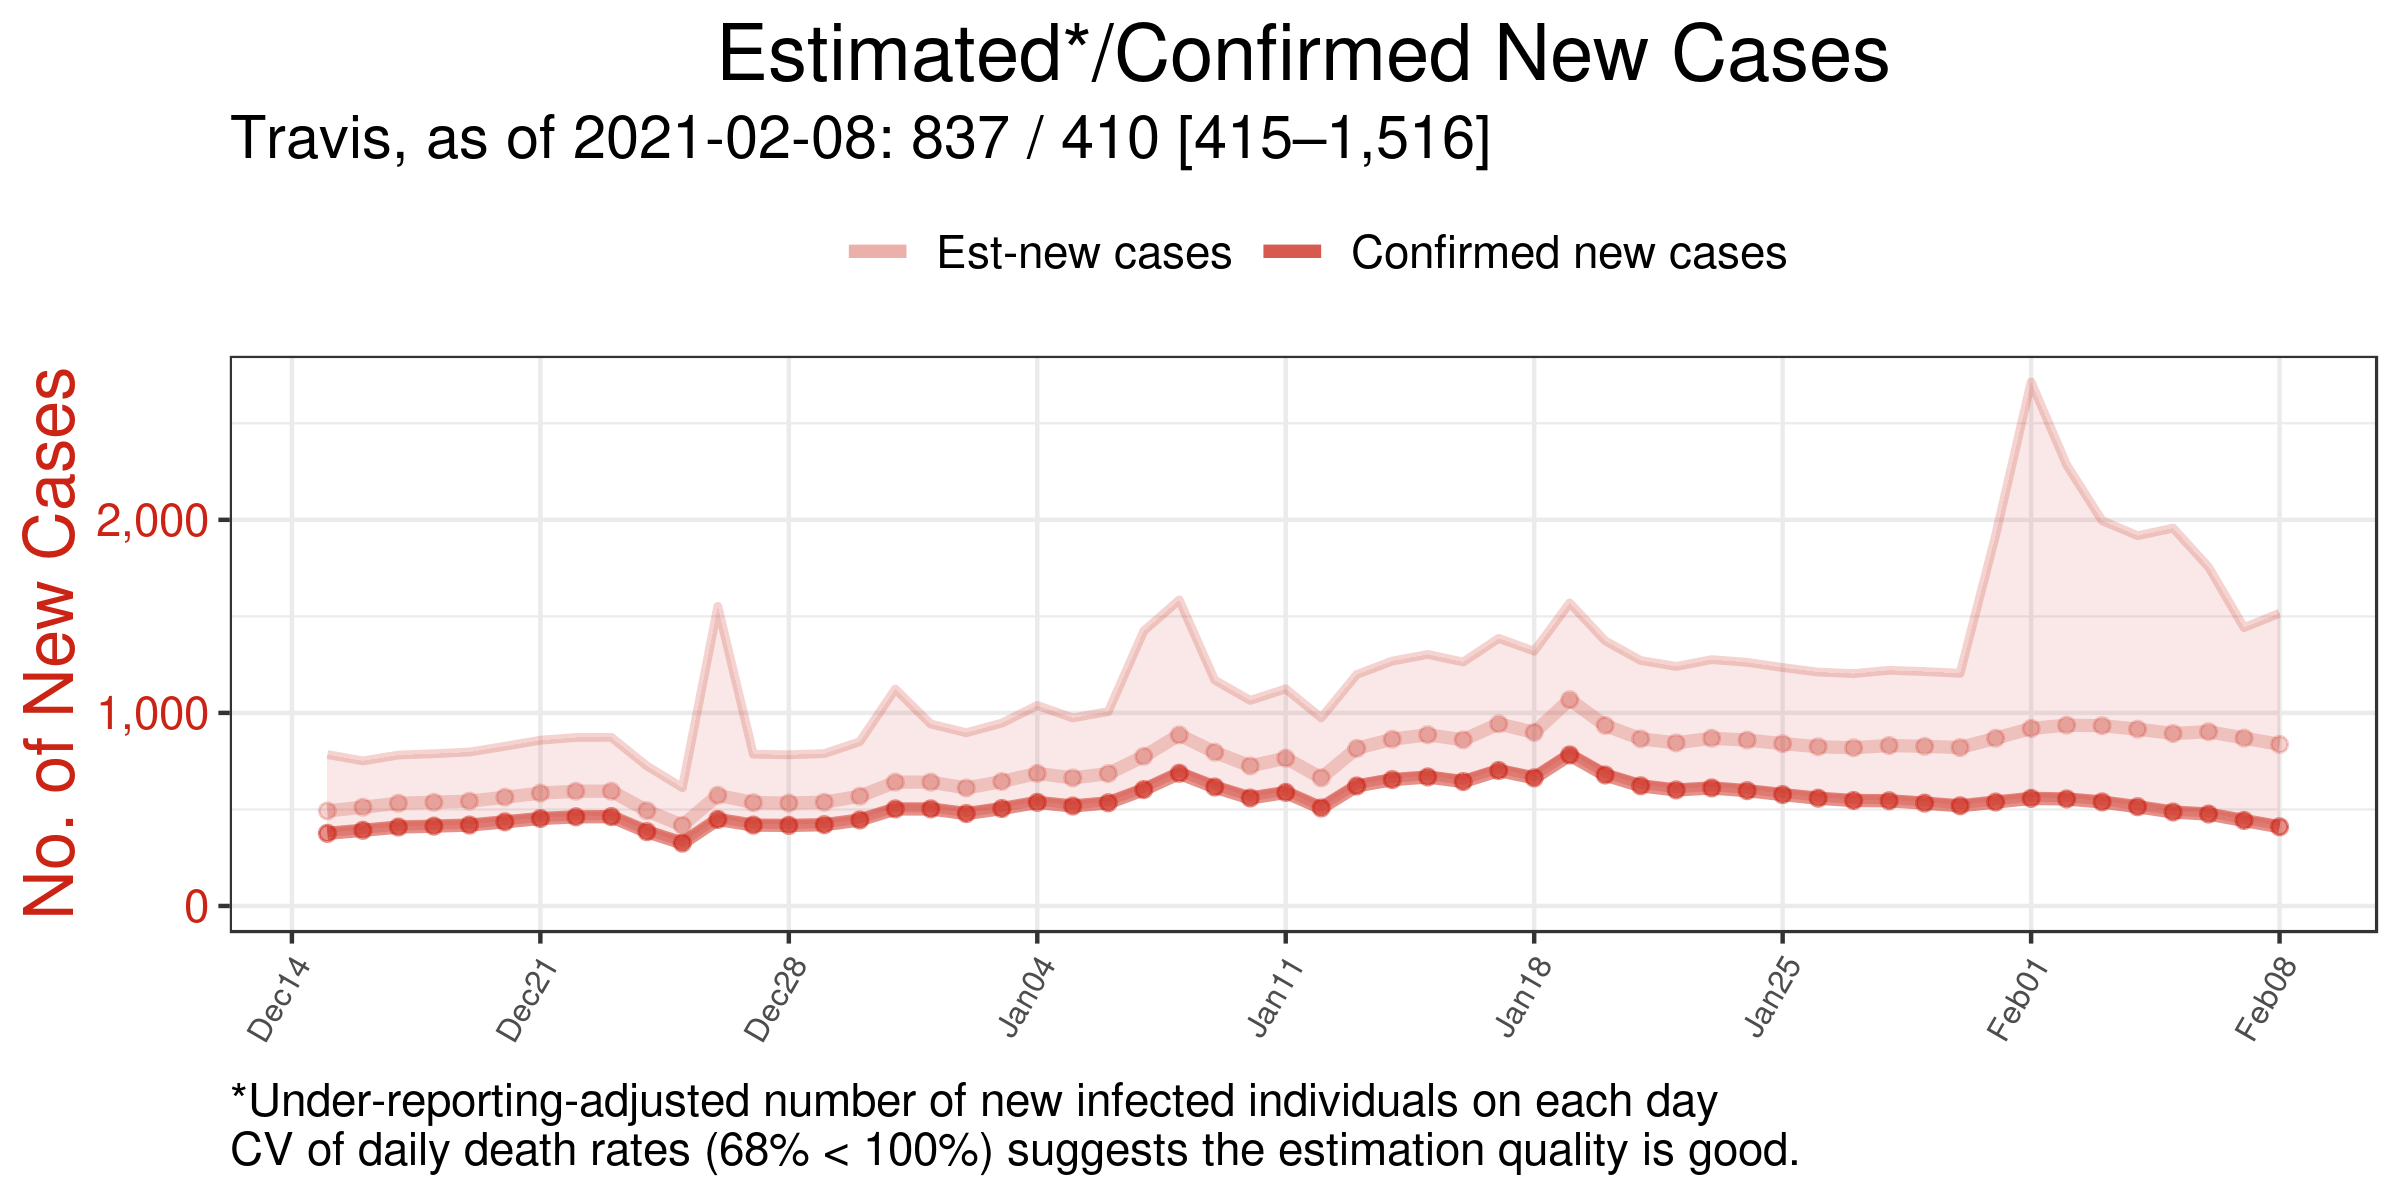 Estimated*/Confirmed New Cases
Travis, as of 2021-02-08: 837 / 410 [415–1,516]
Est-new cases
Confirmed new cases
No. of New Cases
2,000
1,000
0
Dec14
Dec21
Dec28
Jan04
Jan11
Jan18
Jan25
Feb01
Feb08
*Under-reporting-adjusted number of new infected individuals on each day
CV of daily death rates (68% < 100%) suggests the estimation quality is good.